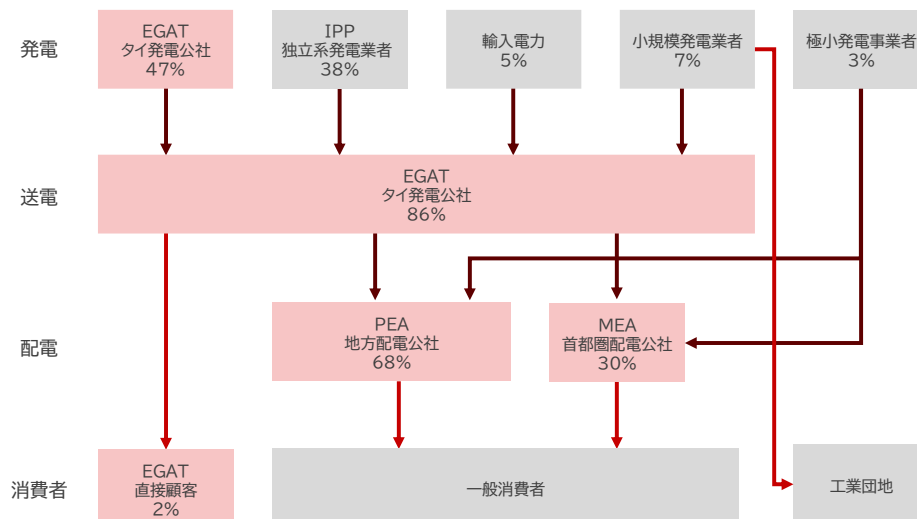 発電
EGAT
タイ発電公社
47%
IPP
独立系発電業者
38%
輸入電力
5%
小規模発電業者
7%
極小発電事業者
3%
送電
EGAT
タイ発電公社
86%
配電
PEA
地方配電公社
68%
MEA
首都圏配電公社
30%
消費者
EGAT
直接顧客
2%
一般消費者
工業団地